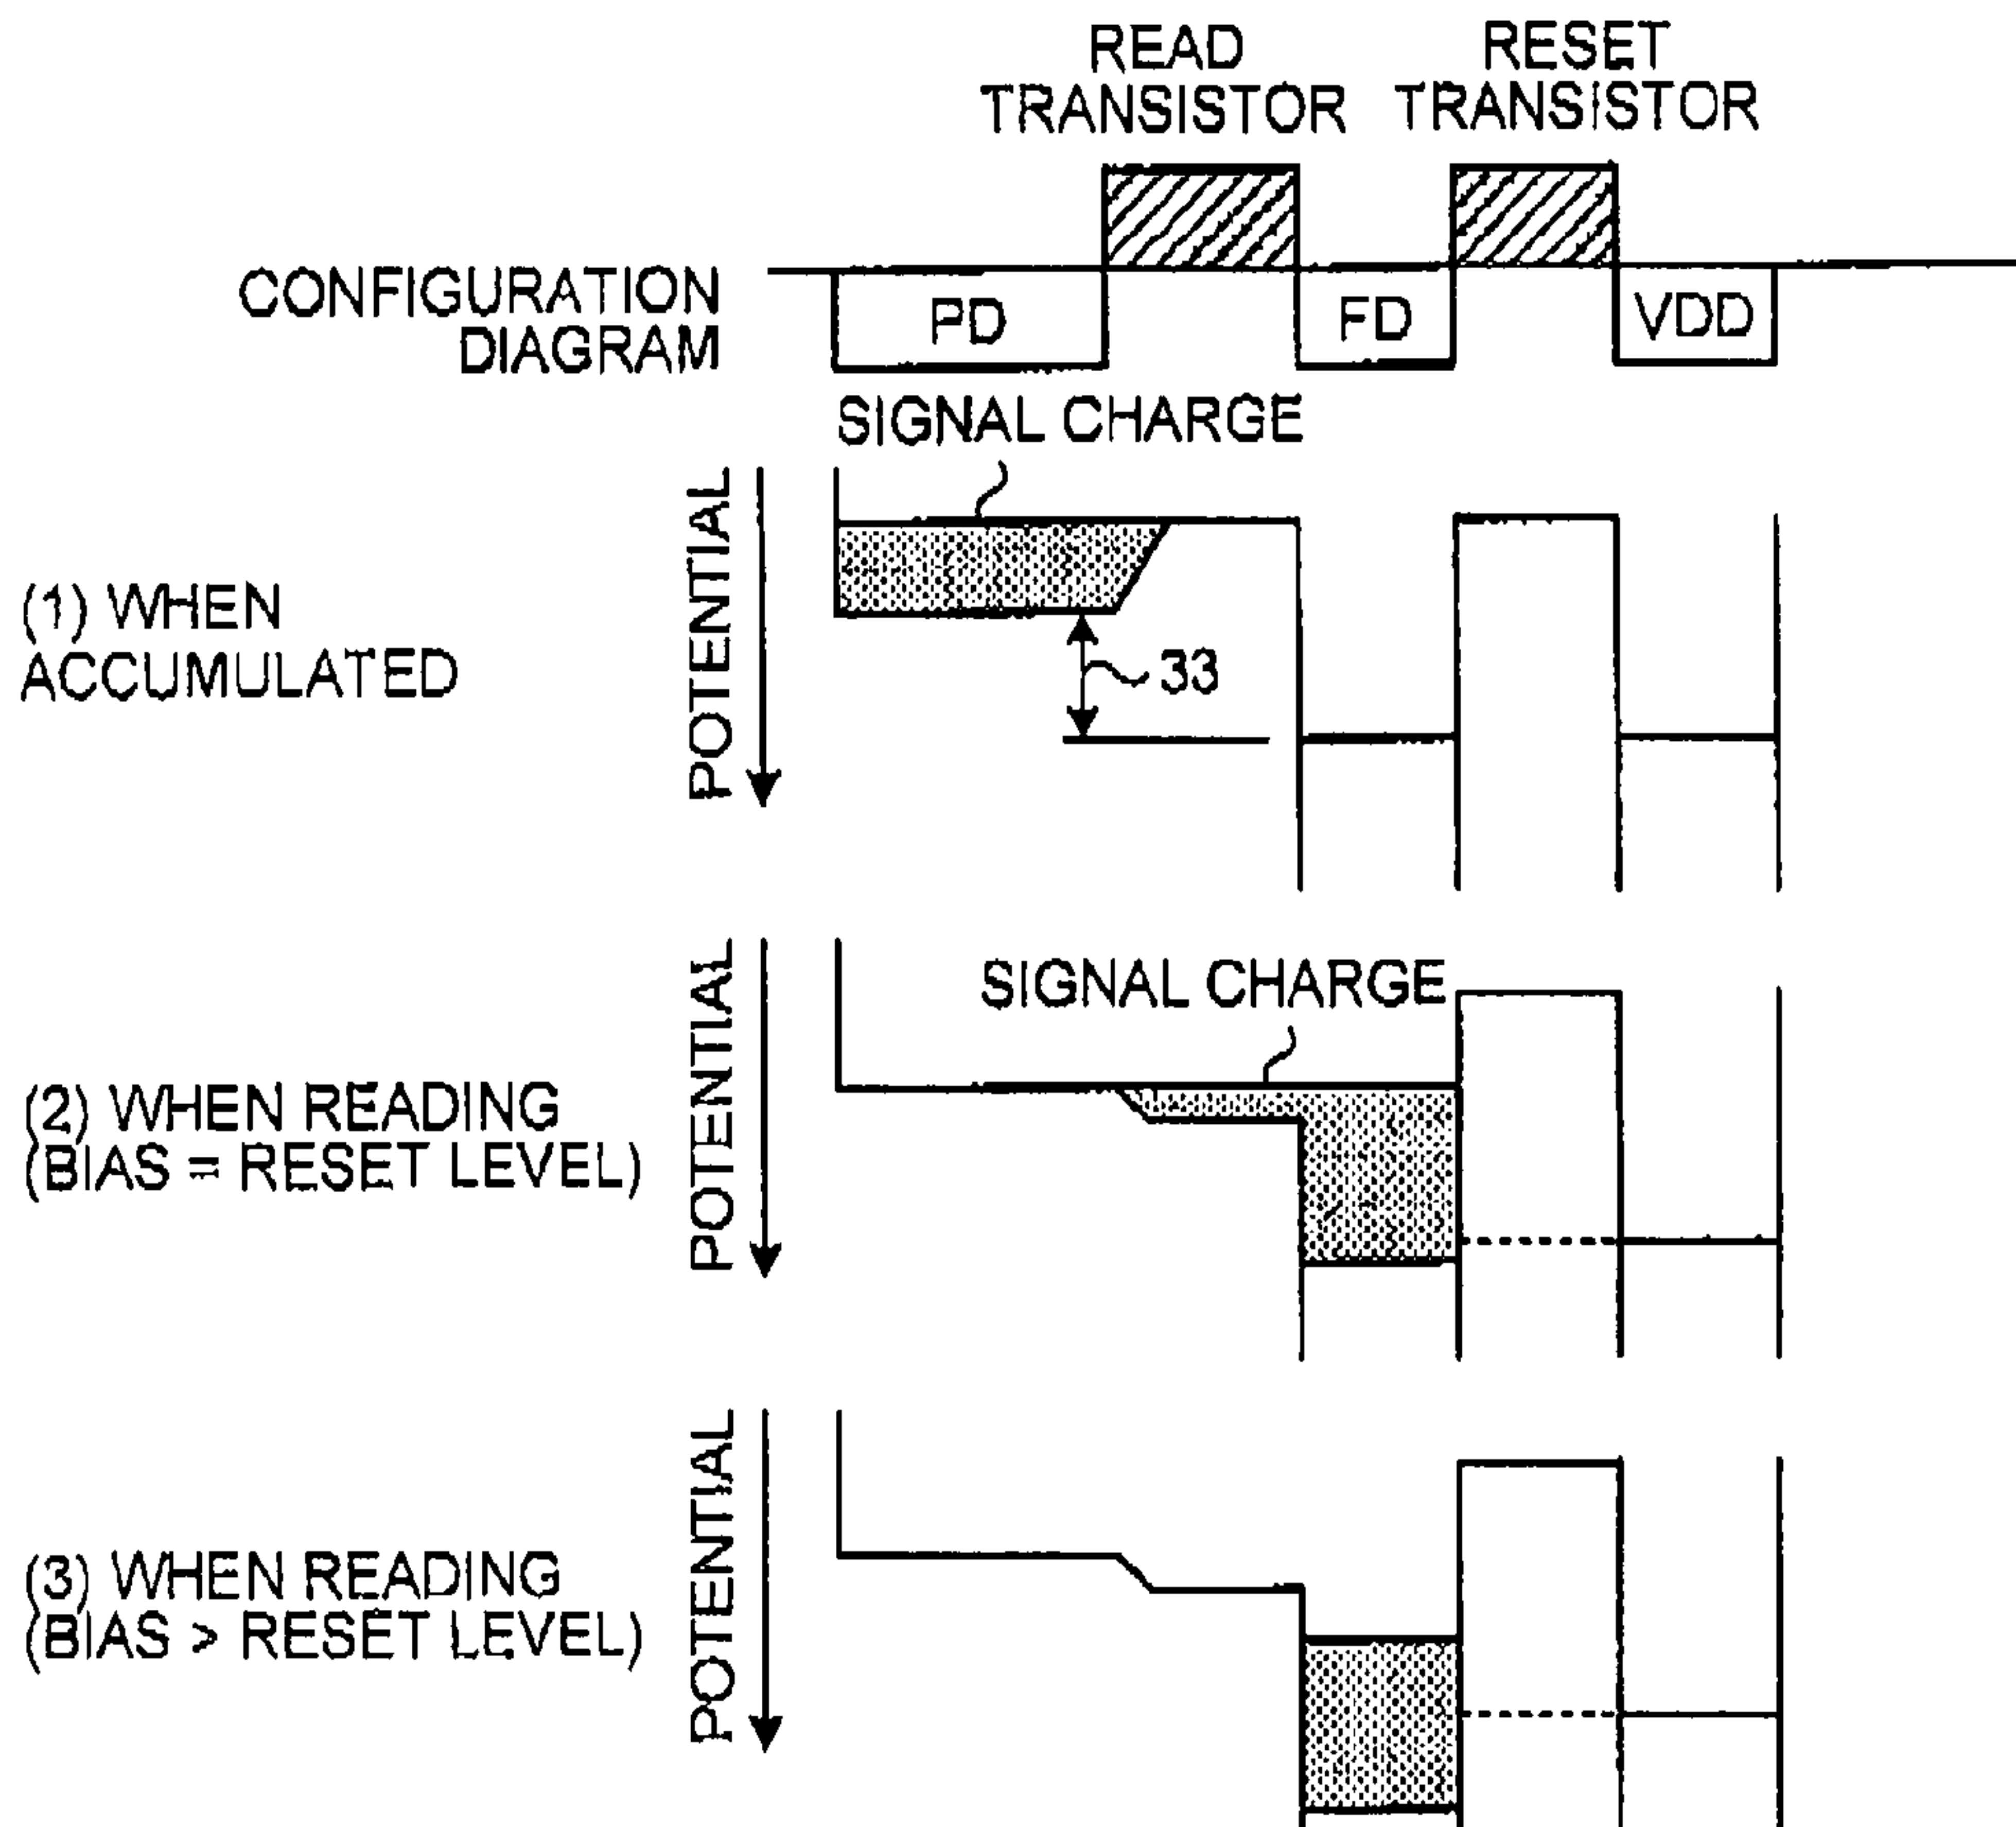 READ
TRANSISTOR
RESET
TRANSISTOR
CONFIGURATION
DIAGRAM
PD
FD
VDD
SIGNAL CHARGE
POTENTIAL
(1) WHEN
ACCUMULATED
33
SIGNAL CHARGE
POTENTIAL
(2) WHEN READING
(BIAS = RESET LEVEL)
POTENTIAL
(3) WHEN READING
(BIAS > RESET LEVEL)